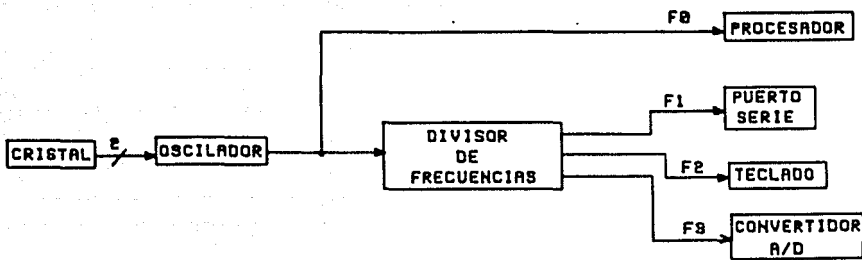 F0
PROCESADOR
F1
PUERTO
SERIE
CRISTAL
2
OSCILADOR
DIVISOR
DE
FRECUENCIAS
F2
TECLADO
F3
CONVERTIDOR
A/D